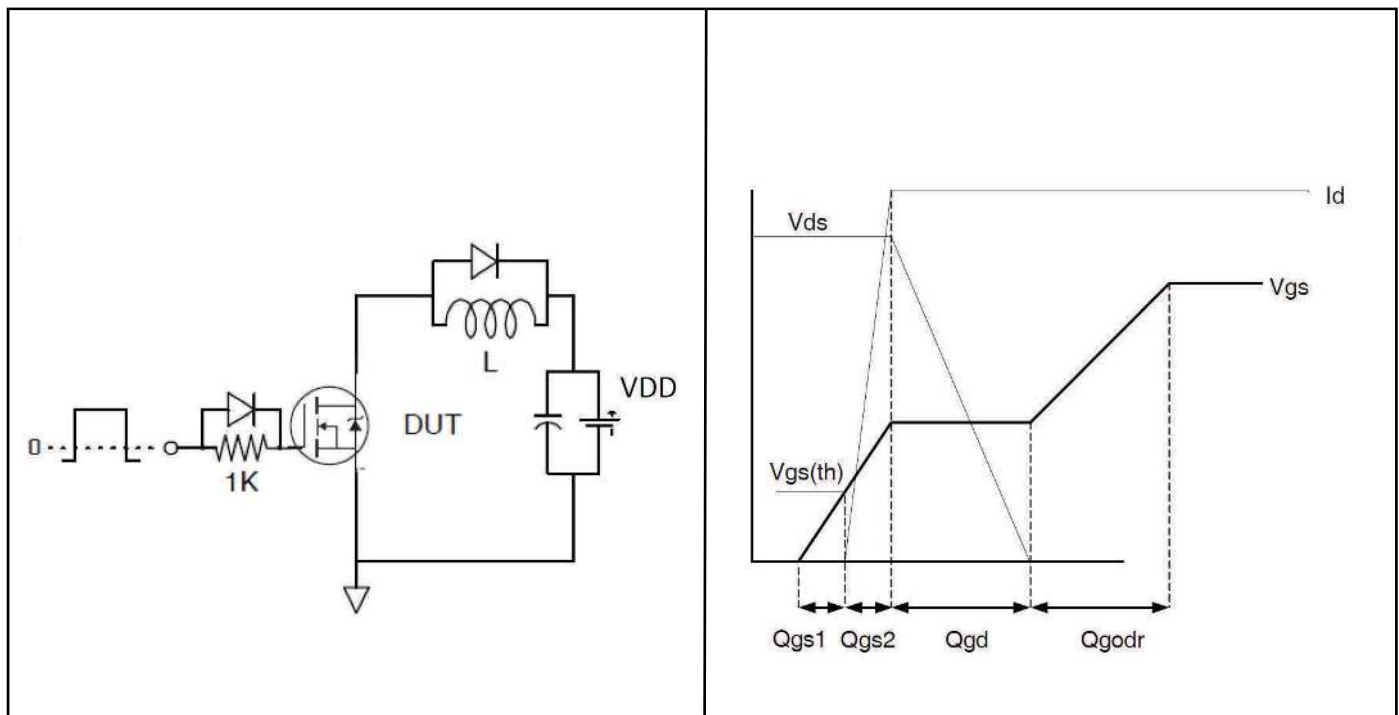 L
VDD
DUT
0
1K
Id
Vds
Vgs
Vgs(th)
Qgs1 Qgs2 Qgd Qgodr